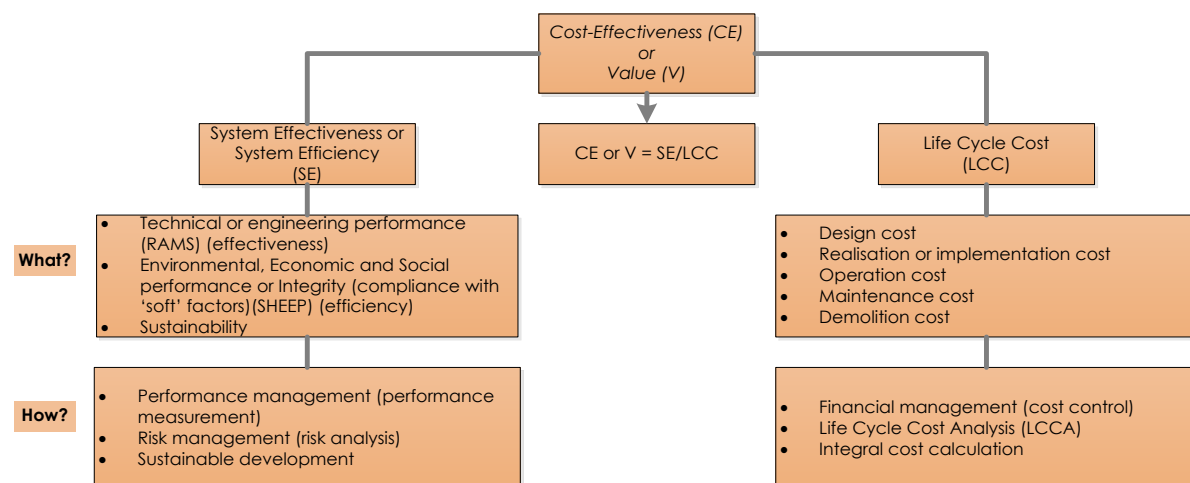 Cost-Effectiveness (CE)
or
Value (V)
System Effectiveness or
System Efficiency
(SE)
CE or V = SE/LCC
Life Cycle Cost
(LCC)
What?
• Technical or engineering performance
(RAMS) (effectiveness)
• Environmental, Economic and Social
performance or Integrity (compliance with
‘soft’ factors)(SHEEP) (efficiency)
• Sustainability
• Design cost
• Realisation or implementation cost
• Operation cost
• Maintenance cost
• Demolition cost
How?
• Performance management (performance
measurement)
• Risk management (risk analysis)
• Sustainable development
• Financial management (cost control)
• Life Cycle Cost Analysis (LCCA)
• Integral cost calculation